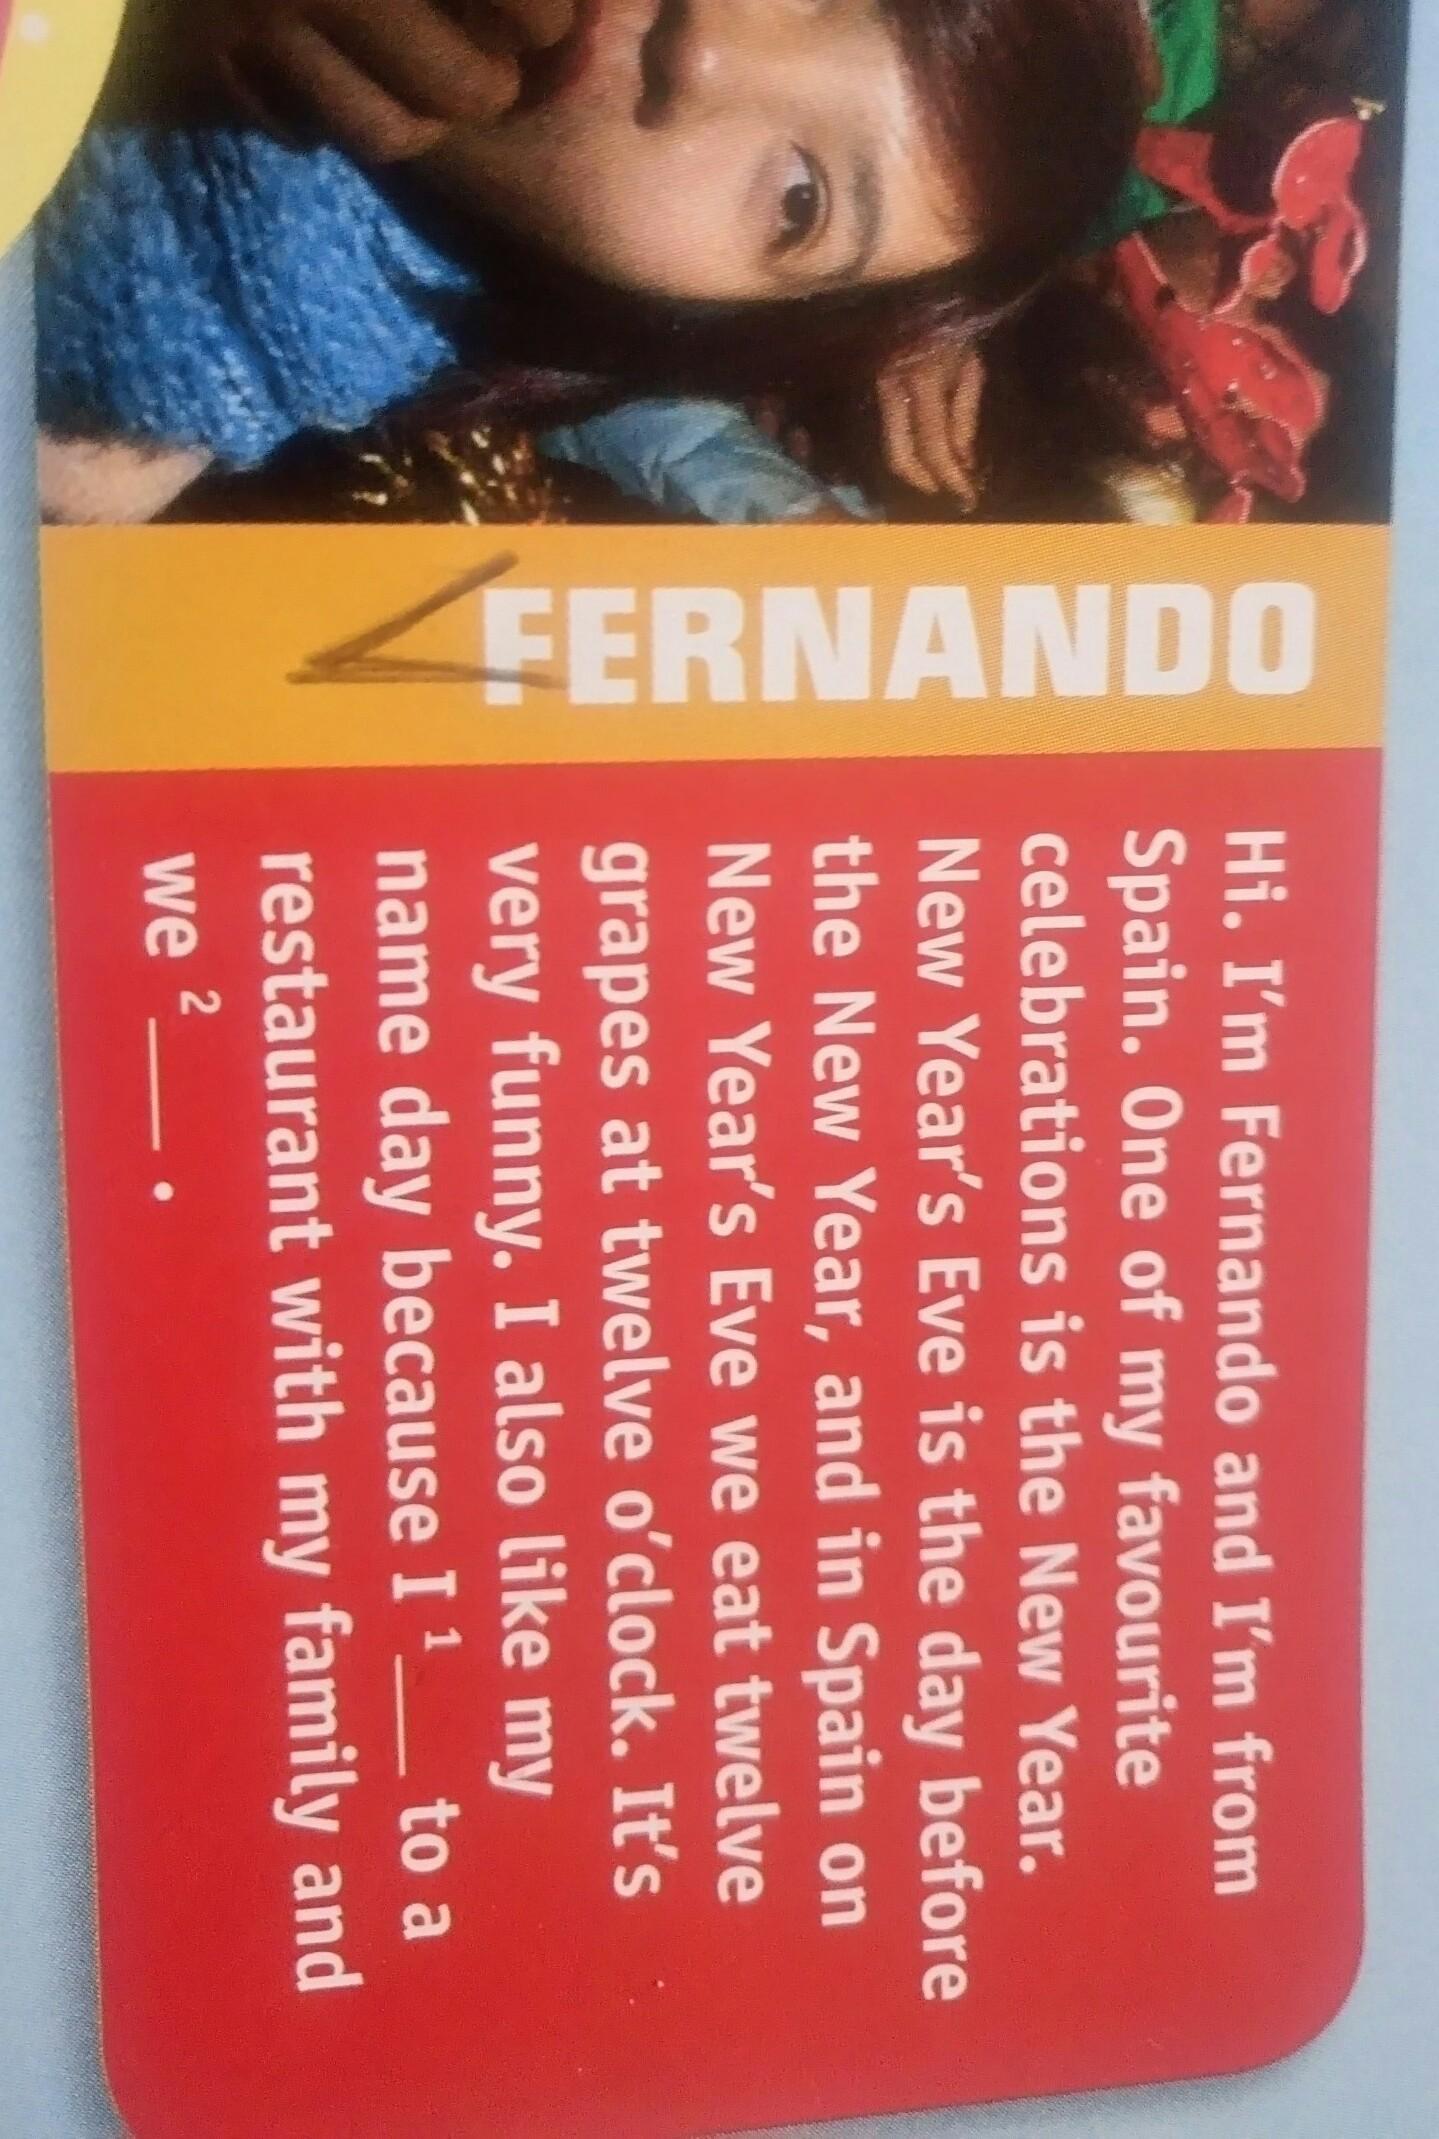 FERNANDO
Hi. I'm Fernando and I'm from
Spain. One of my favourite
celebrations is the New Year.
New Year's Eve is the day before
the New Year, and in Spain on
New Year's Eve we eat twelve
grapes at twelve o'clock. It's
very funny. I also like my
name day because I 1 ___ to a
restaurant with my family and
we 2 ___.